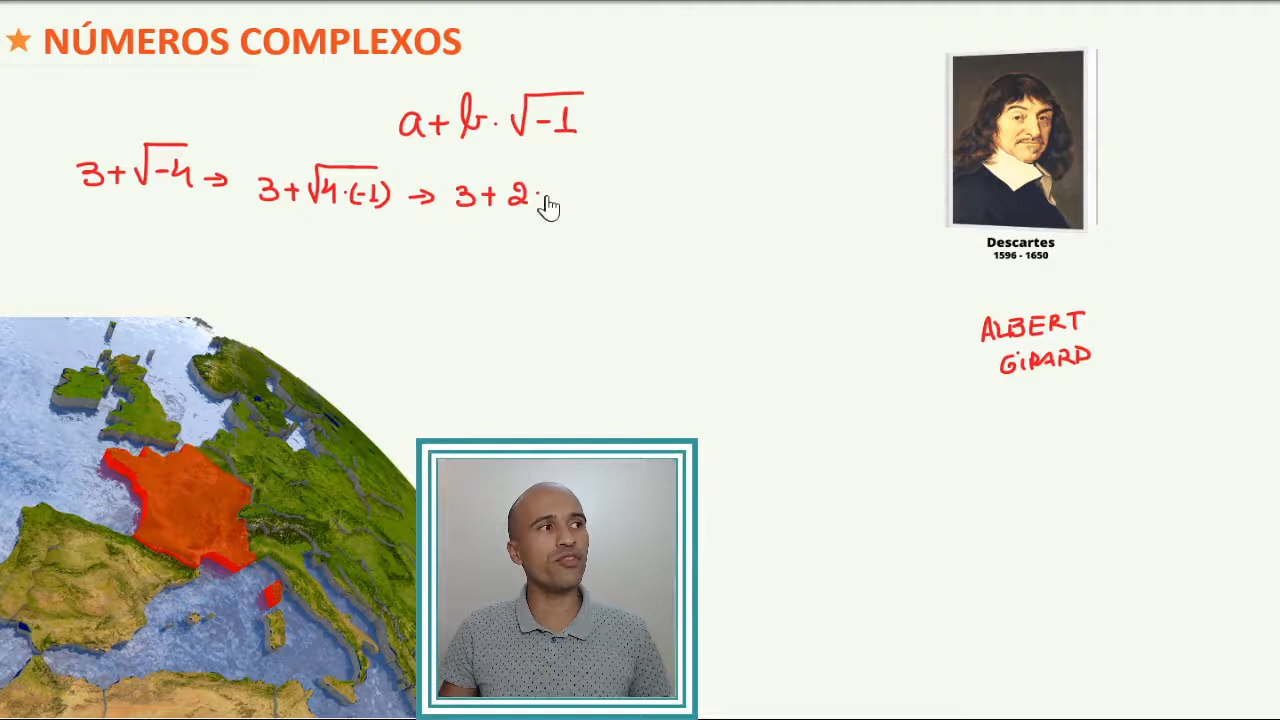 NÚMEROS COMPLEXOS
a + b · √-1
3 + √-4 → 3 + √4·(-1) → 3 + 2 ·
Descartes
1596 - 1650
ALBERT
GIRARD